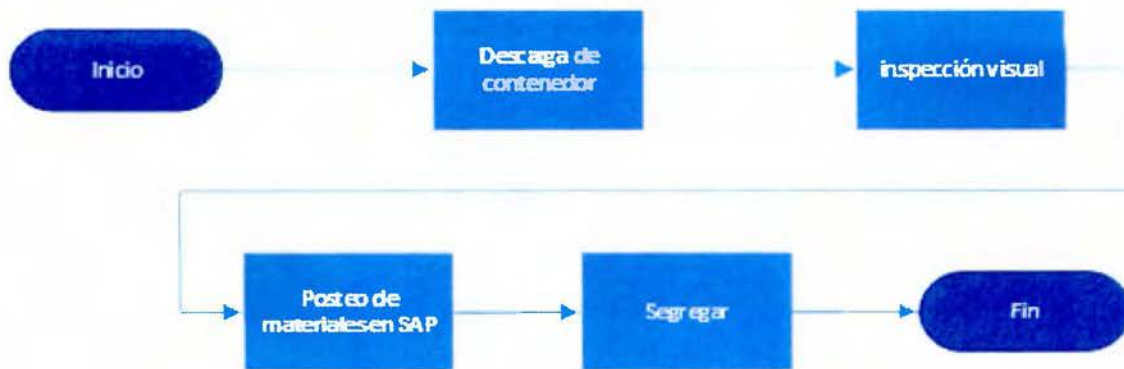 Inicio
Descarga de
contenedor
inspección visual
Posteo de
materiales en SAP
Segregar
Fin